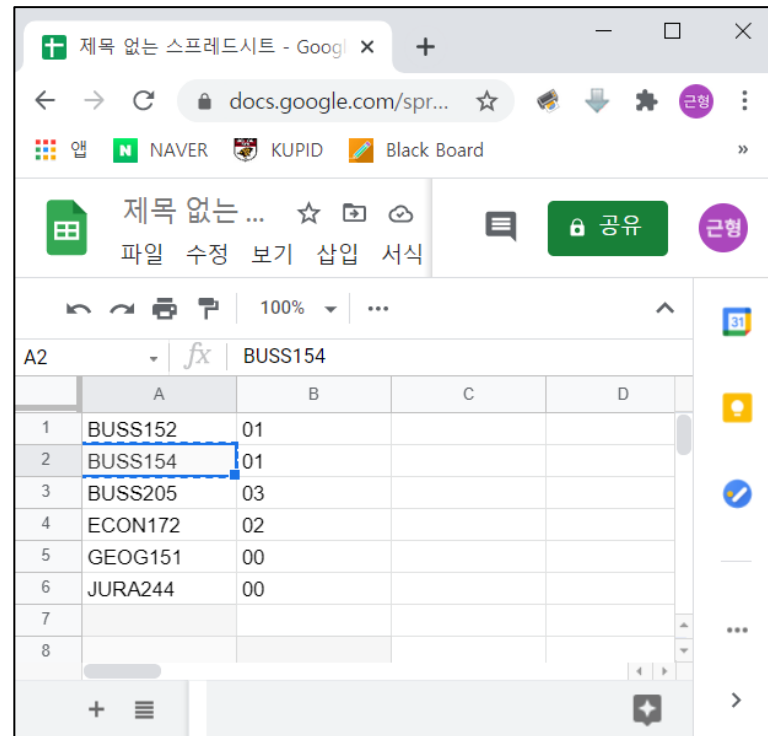 제목 없는 스프레드시트 - Googl
docs.google.com/spr...
근형
앱 NAVER KUPID Black Board
제목 없는 ...
공유
근형
파일 수정 보기 삽입 서식
100%
31
A2 fx BUSS154
A B C D
1 BUSS152 01
2 BUSS154 01
3 BUSS205 03
4 ECON172 02
5 GEOG151 00
6 JURA244 00
7
8